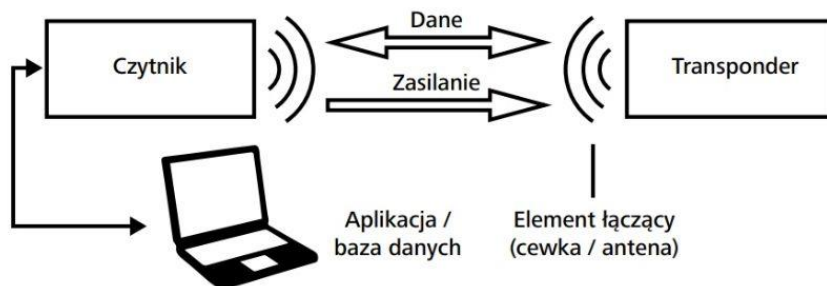 Dane
Czytnik
Transponder
Zasilanie
Aplikacja /
baza danych
Element łączący
(cewka / antena)